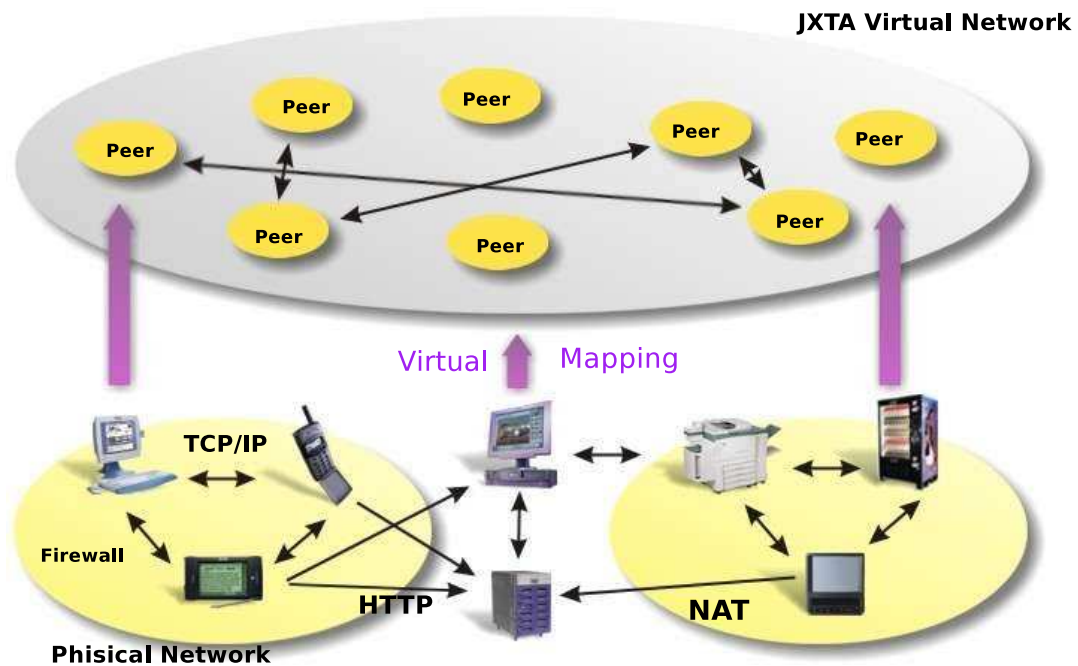 JXTA Virtual Network
Peer
Peer
Peer
Peer
Peer
Peer
Peer
Peer
Peer
Virtual Mapping
TCP/IP
Firewall
HTTP
NAT
Phisical Network